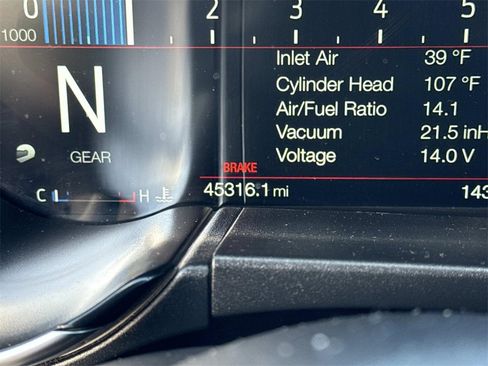 0 2 3 4 5
1000
Inlet Air 39 °F
Cylinder Head 107 °F
N Air/Fuel Ratio 14.1
Vacuum 21.5 inH
GEAR Voltage 14.0 V
BRAKE
C H 45316.1 mi 143